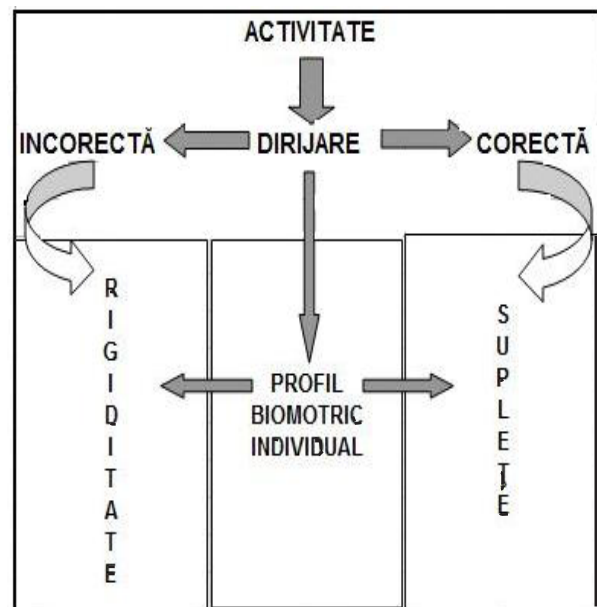 ACTIVITATE
INCORECTĂ DIRIJARE CORECTĂ
RIGIDITATE
PROFIL
BIOMOTRIC
INDIVIDUAL
SUPLEȚE